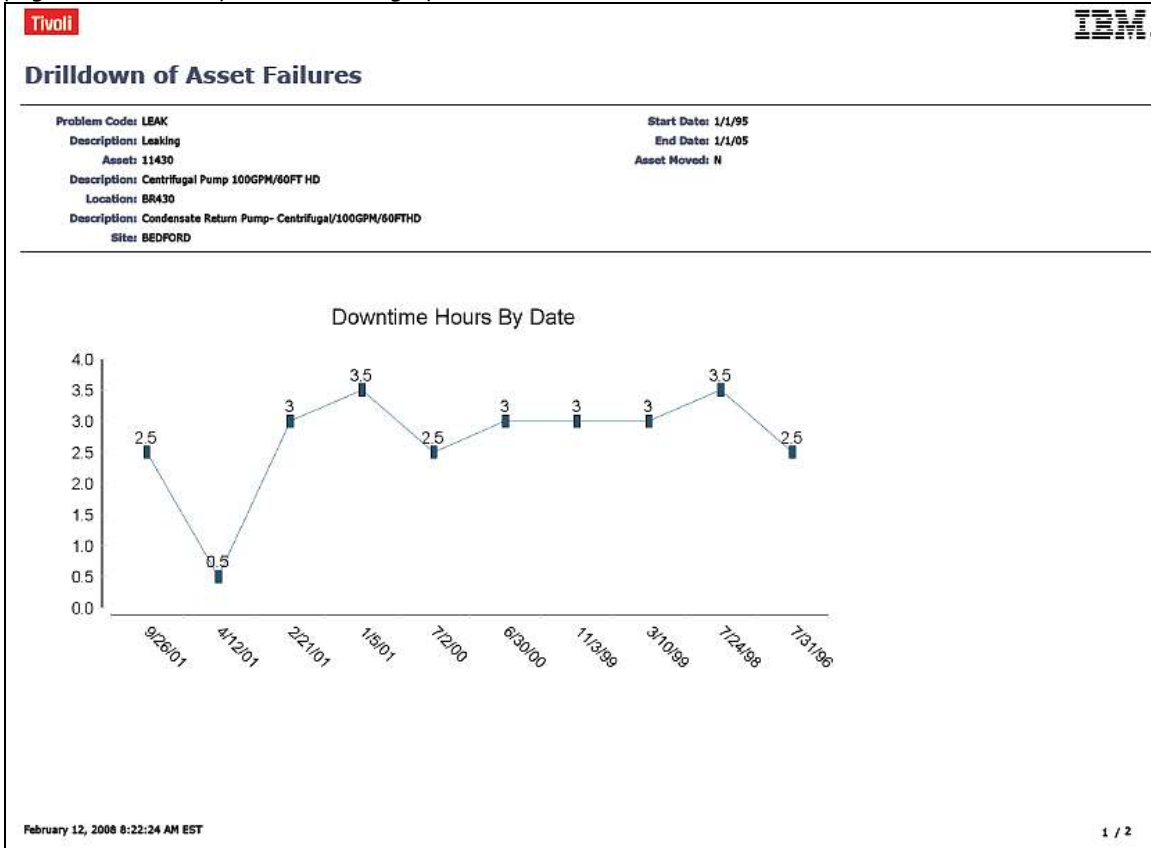 Tivoli
IBM.
Drilldown of Asset Failures
Problem Code: LEAK
Start Date: 1/1/95
Description: Leaking
End Date: 1/1/05
Asset: 11430
Asset Moved: N
Description: Centrifugal Pump 100GPM/60FT HD
Location: BR430
Description: Condensate Return Pump- Centrifugal/100GPM/60FTHD
Site: BEDFORD
Downtime Hours By Date
4.0
3.5
3.0
2.5
2.0
1.5
1.0
0.5
0.0
2.5
0.5
3
3.5
2.5
3
3
3
3.5
2.5
9/26/01
4/12/01
2/21/01
1/5/01
7/2/00
6/30/00
11/3/99
3/10/99
7/24/98
7/31/96
February 12, 2008 8:22:24 AM EST
1 / 2